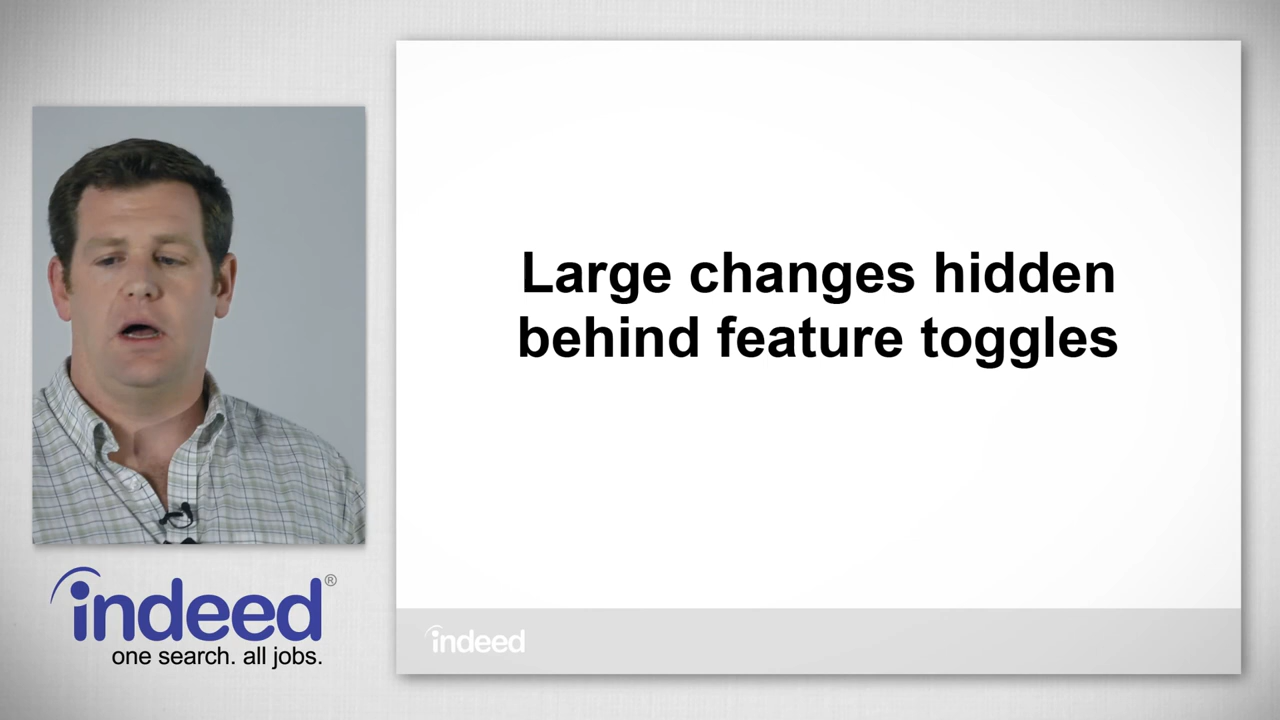 Large changes hidden
behind feature toggles
indeed®
one search. all jobs.
indeed